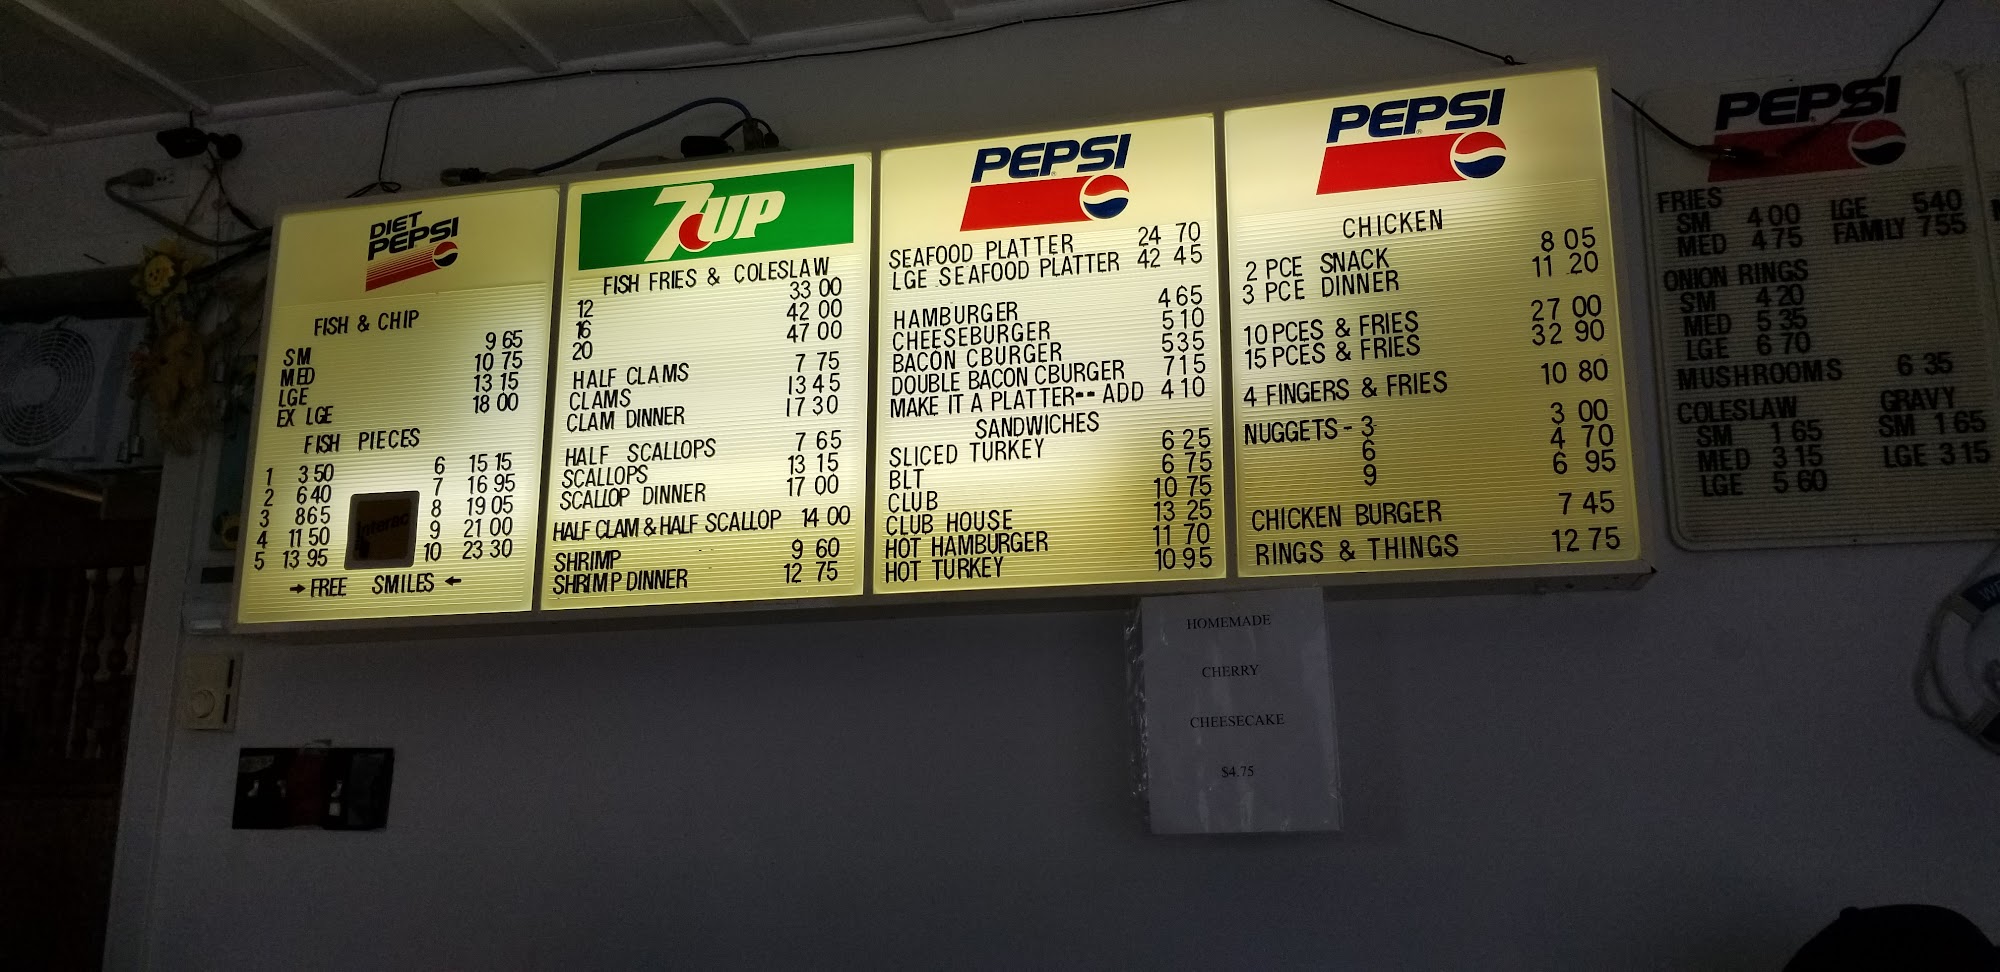 DIET
PEPSI
FISH & CHIP
SM 9 65
MED 10 75
LGE 13 15
EX LGE 18 00
FISH PIECES
1 3 50 6 15 15
2 6 40 7 16 95
3 8 65 8 19 05
4 11 50 9 21 00
5 13 95 10 23 30
Interac
→ FREE SMILES ←
7UP
FISH FRIES & COLESLAW
12 33 00
16 42 00
20 47 00
HALF CLAMS 7 75
CLAMS 13 45
CLAM DINNER 17 30
HALF SCALLOPS 7 65
SCALLOPS 13 15
SCALLOP DINNER 17 00
HALF CLAM & HALF SCALLOP 14 00
SHRIMP 9 60
SHRIMP DINNER 12 75
PEPSI
SEAFOOD PLATTER 24 70
LGE SEAFOOD PLATTER 42 45
HAMBURGER 4 65
CHEESEBURGER 5 10
BACON CBURGER 5 35
DOUBLE BACON CBURGER 7 15
MAKE IT A PLATTER-- ADD 4 10
SANDWICHES
SLICED TURKEY 6 25
BLT 6 75
CLUB 10 75
CLUB HOUSE 13 25
HOT HAMBURGER 11 70
HOT TURKEY 10 95
PEPSI
CHICKEN
2 PCE SNACK 8 05
3 PCE DINNER 11 20
10 PCES & FRIES 27 00
15 PCES & FRIES 32 90
4 FINGERS & FRIES 10 80
NUGGETS - 3 3 00
6 4 70
9 6 95
CHICKEN BURGER 7 45
RINGS & THINGS 12 75
PEPSI
FRIES
SM 4 00 LGE 5 40
MED 4 75 FAMILY 7 55
ONION RINGS
SM 4 20
MED 5 35
LGE 6 70
MUSHROOMS 6 35
COLESLAW GRAVY
SM 1 65 SM 1 65
MED 3 15 LGE 3 15
LGE 5 60
HOMEMADE
CHERRY
CHEESECAKE
$4.75